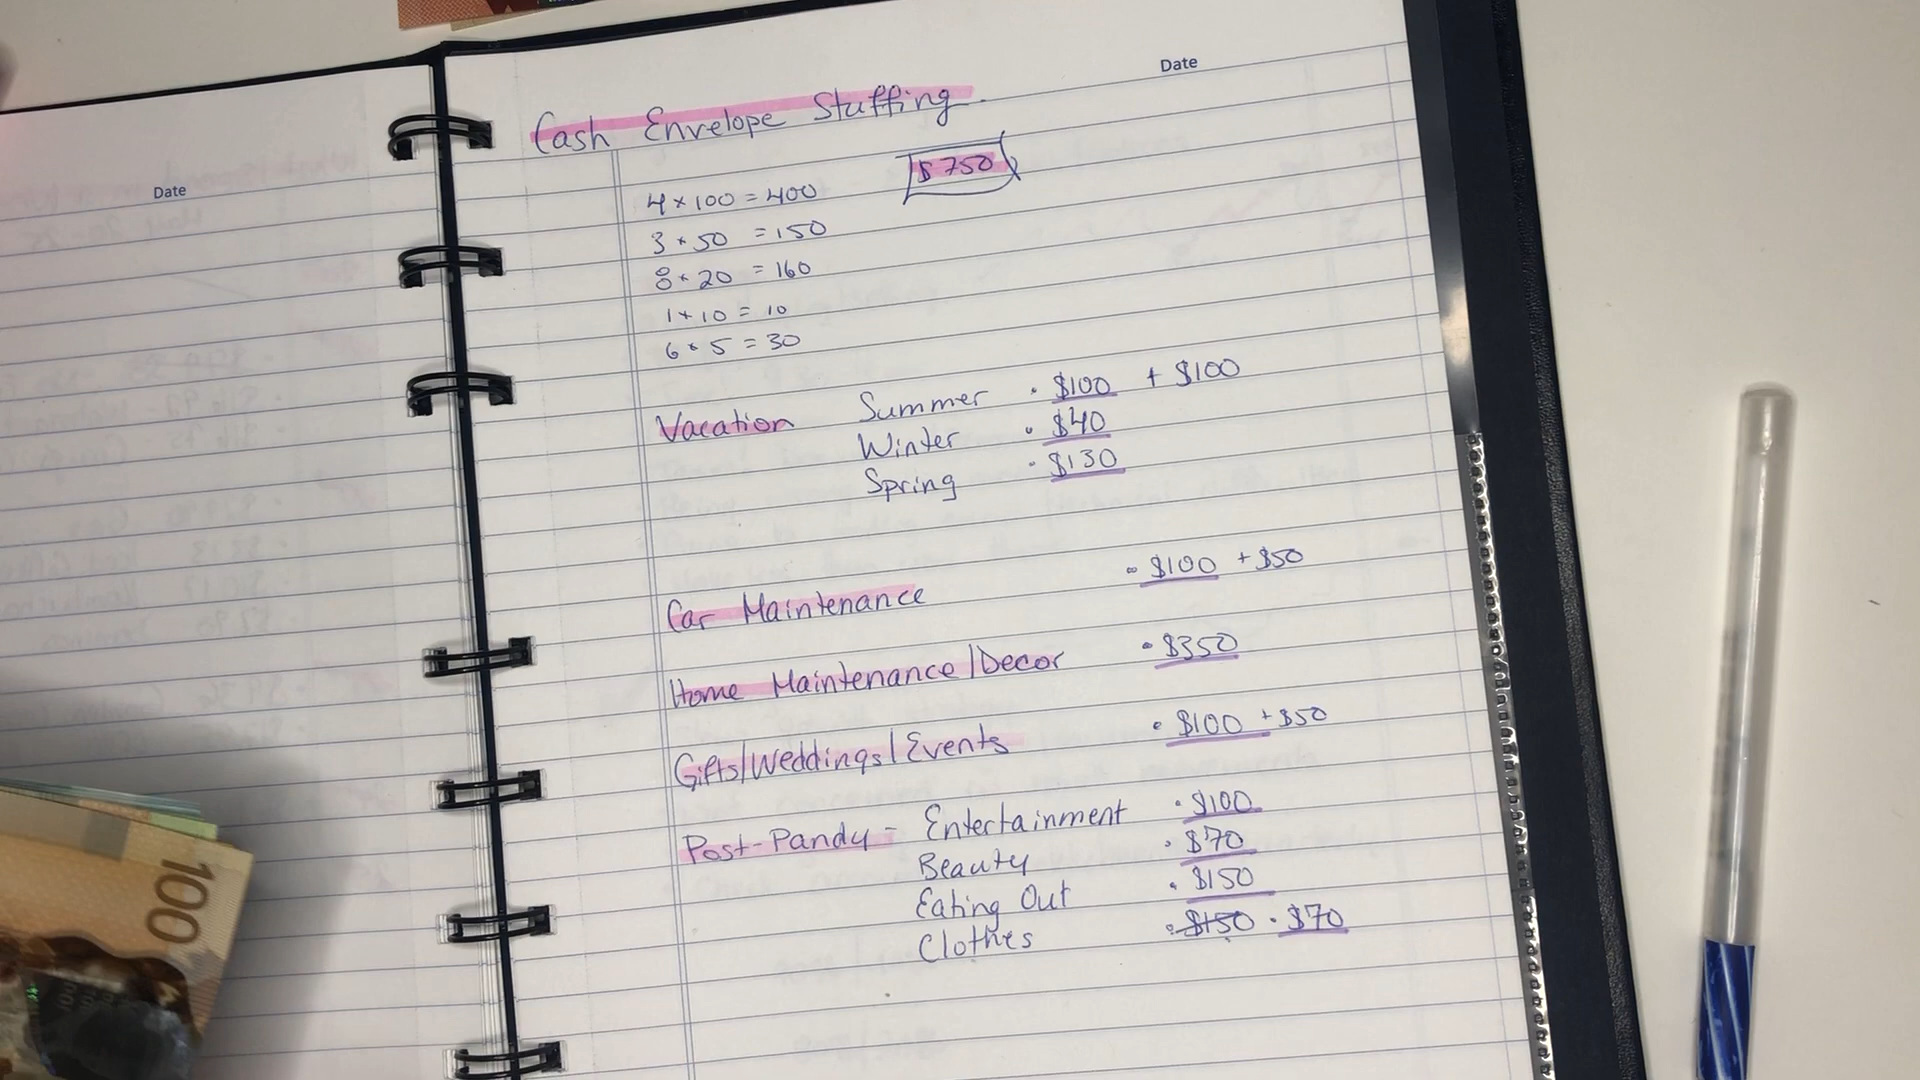 Date
Date
Cash Envelope Stuffing
$750
4 × 100 = 400
3 × 50 = 150
8 × 20 = 160
1 × 10 = 10
6 × 5 = 30
Vacation Summer · $100 + $100
Winter · $40
Spring · $130
Car Maintenance · $100 + $50
Home Maintenance/Decor · $350
Gifts/Weddings/Events · $100 + $50
Post-Pandy - Entertainment · $100
Beauty · $70
Eating Out · $150
Clothes · $150 · $70
100